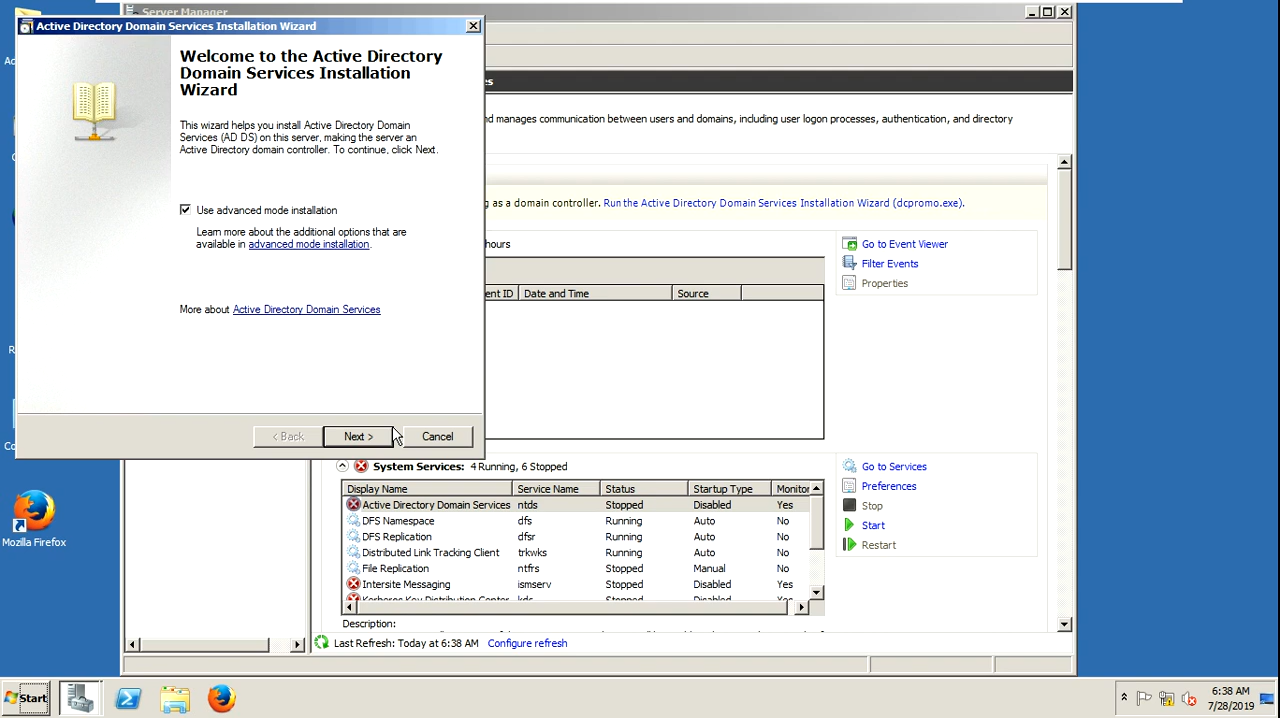 Server Manager
Active Directory Domain Services Installation Wizard
Welcome to the Active Directory
Domain Services Installation
Wizard
This wizard helps you install Active Directory Domain
Services (AD DS) on this server, making the server an
Active Directory domain controller. To continue, click Next.
Use advanced mode installation
Learn more about the additional options that are
available in advanced mode installation.
More about Active Directory Domain Services
< Back
Next >
Cancel
es
nd manages communication between users and domains, including user logon processes, authentication, and directory
g as a domain controller. Run the Active Directory Domain Services Installation Wizard (dcpromo.exe).
hours
Go to Event Viewer
Filter Events
Properties
ent ID Date and Time Source
System Services: 4 Running, 6 Stopped
Display Name Service Name Status Startup Type Monitor
Active Directory Domain Services ntds Stopped Disabled Yes
DFS Namespace dfs Running Auto No
DFS Replication dfsr Running Auto No
Distributed Link Tracking Client trkwks Running Auto No
File Replication ntfrs Stopped Manual No
Intersite Messaging ismserv Stopped Disabled Yes
Kerberos Key Distribution Center kdc Stopped Disabled Yes
Go to Services
Preferences
Stop
Start
Restart
Description:
Last Refresh: Today at 6:38 AM Configure refresh
Mozilla Firefox
Start
6:38 AM
7/28/2019